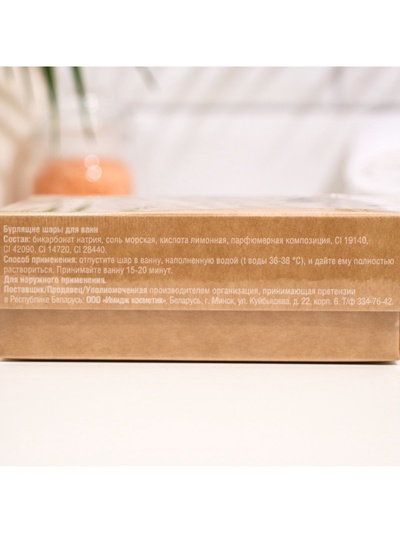 Бурлящие шары для ванн
Состав: бикарбонат натрия, соль морская, кислота лимонная, парфюмерная композиция, CI 19140,
CI 42090, CI 14720, CI 28440.
Способ применения: опустите шар в ванну, наполненную водой (t воды 36-38 °C), и дайте ему полностью
раствориться. Принимайте ванну 15-20 минут.
Для наружного применения.
Поставщик/Продавец/Уполномоченная производителем организация, принимающая претензии
в Республике Беларусь: ООО «Имидж косметик», Беларусь, г. Минск, ул. Куйбышева, д. 22, корп. 6. Т/ф 334-76-42.